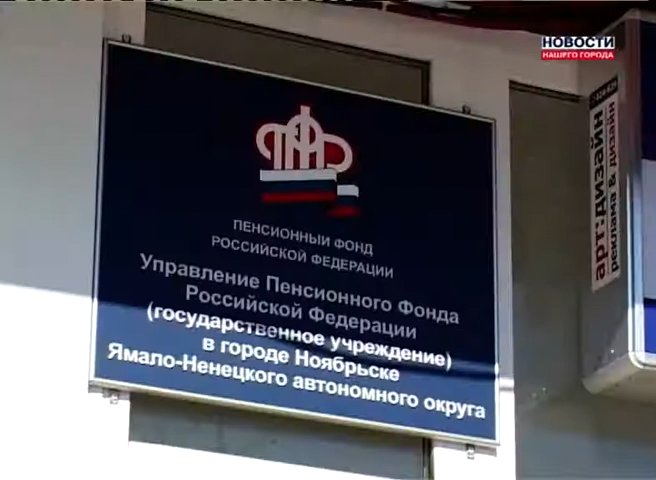 НОВОСТИ
НАШЕГО ГОРОДА
ПЕНСИОННЫЙ ФОНД
РОССИЙСКОЙ ФЕДЕРАЦИИ
Управление Пенсионного Фонда
Российской Федерации
(государственное учреждение)
в городе Ноябрьске
Ямало-Ненецкого автономного округа
арт:дизайн
реклама & дизайн